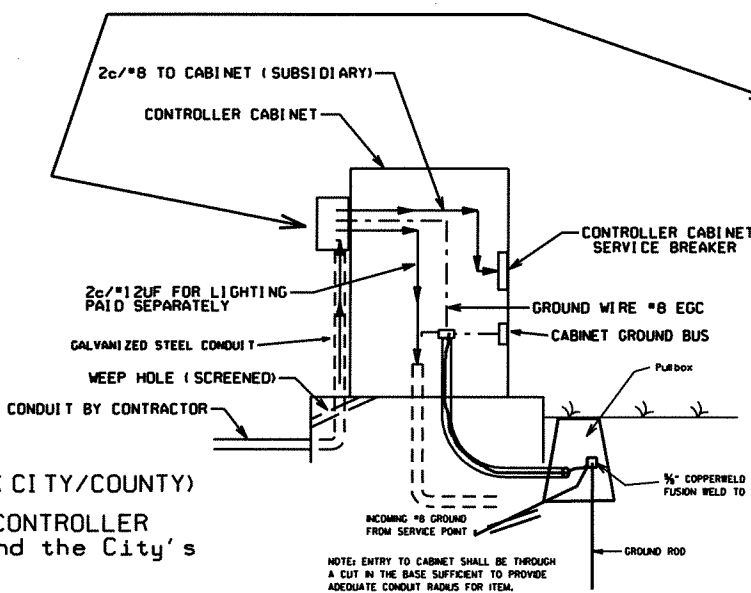 2c/#8 TO CABINET (SUBSIDIARY)
CONTROLLER CABINET
CONTROLLER CABINET
SERVICE BREAKER
2c/#12UF FOR LIGHTING
PAID SEPARATELY
GROUND WIRE #8 EGC
CABINET GROUND BUS
GALVANIZED STEEL CONDUIT
WEEP HOLE (SCREENED)
Pullbox
CONDUIT BY CONTRACTOR
CITY/COUNTY)
⅝" COPPERWELD
FUSION WELD TO
CONTROLLER
nd the City's
INCOMING #8 GROUND
FROM SERVICE POINT
GROUND ROD
NOTE: ENTRY TO CABINET SHALL BE THROUGH
A CUT IN THE BASE SUFFICIENT TO PROVIDE
ADEQUATE CONDUIT RADIUS FOR ITEM.